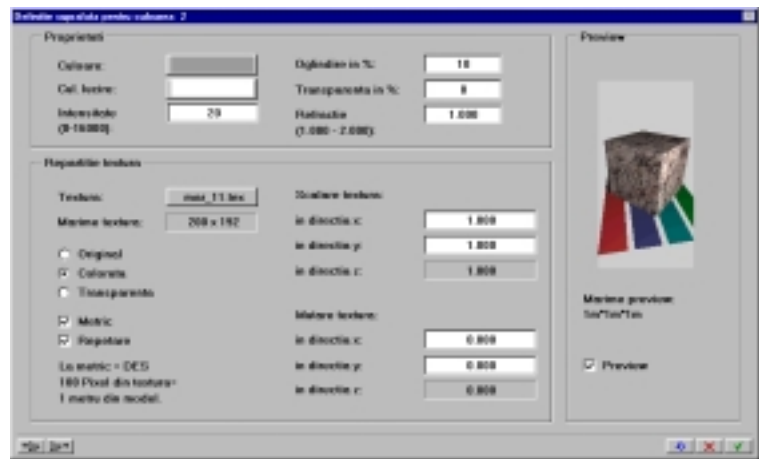 Definitie suprafata pentru culoarea: 2
Proprietati
Culoare:
Cul. lucire:
Intensitate
(0-16000):
20
Oglindire in %:
10
Transparenta in %:
0
Refractie
(1.000 - 2.000):
1.000
Repartitie textura
Textura:
Marime textura:
200 x 192
Original
Colorata
Transparenta
Metric
Repetare
La metric = DES
100 Pixel din textura=
1 metru din model.
Scalare textura:
in directia x:
1.000
in directia y:
1.000
in directia z:
1.000
Mutare textura:
in directia x:
0.000
in directia y:
0.000
in directia z:
0.000
Preview
Marime preview:
1m*1m*1m
Preview